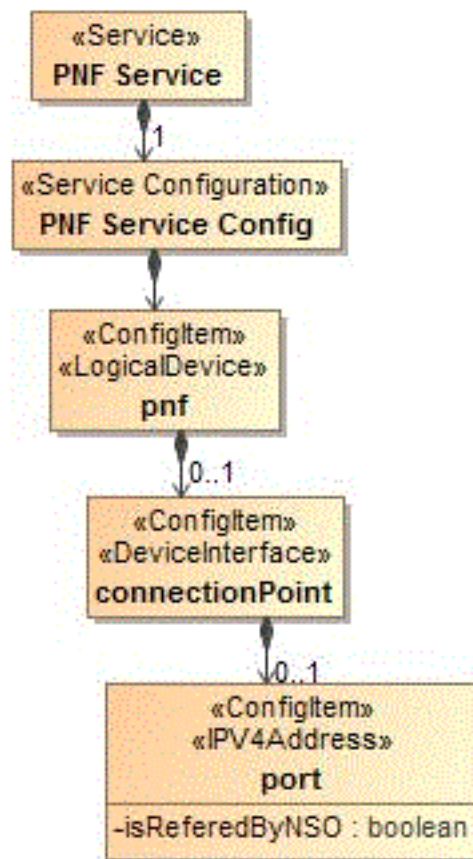 «Service»
PNF Service
1
«Service Configuration»
PNF Service Config
«ConfigItem»
«LogicalDevice»
pnf
0..1
«ConfigItem»
«DeviceInterface»
connectionPoint
0..1
«ConfigItem»
«IPV4Address»
port
-isReferedByNSO : boolean